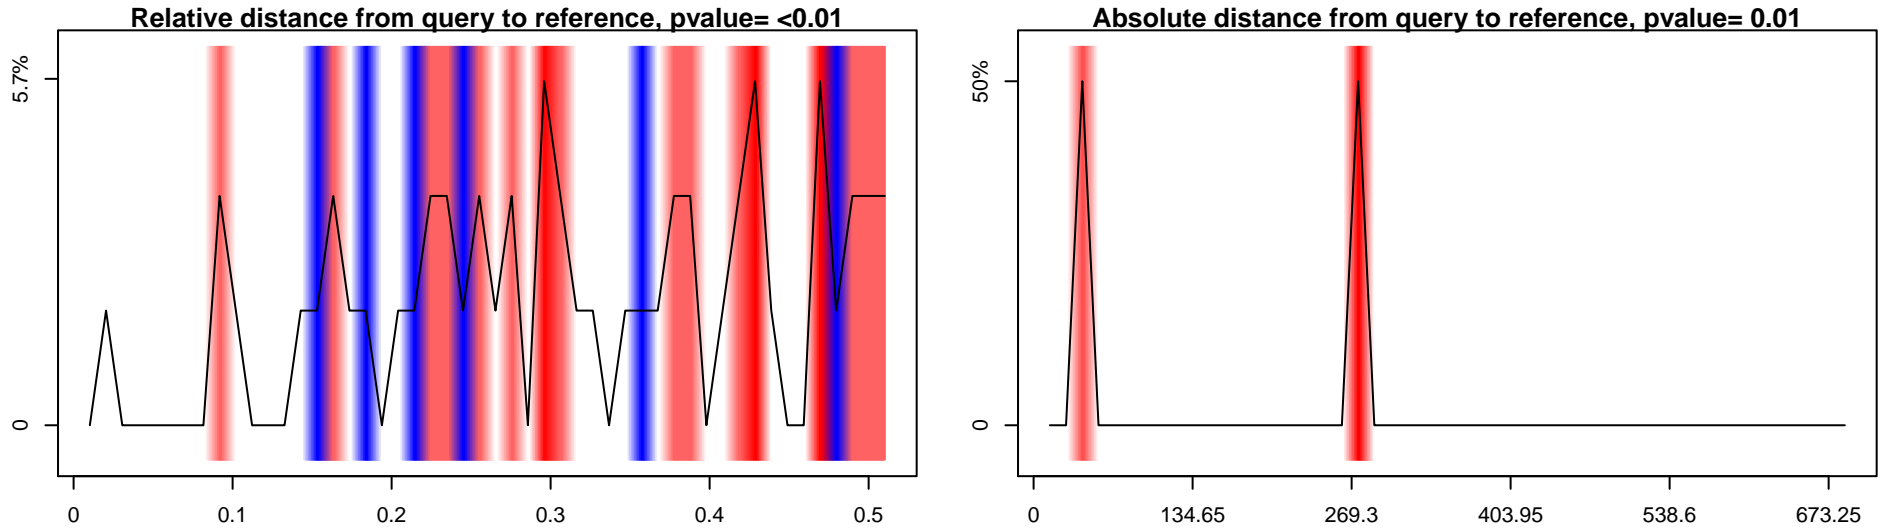 Relative distance from query to reference, pvalue= <0.01
5.7%
0
0 0.1 0.2 0.3 0.4 0.5
Absolute distance from query to reference, pvalue= 0.01
50%
0
0 134.65 269.3 403.95 538.6 673.25